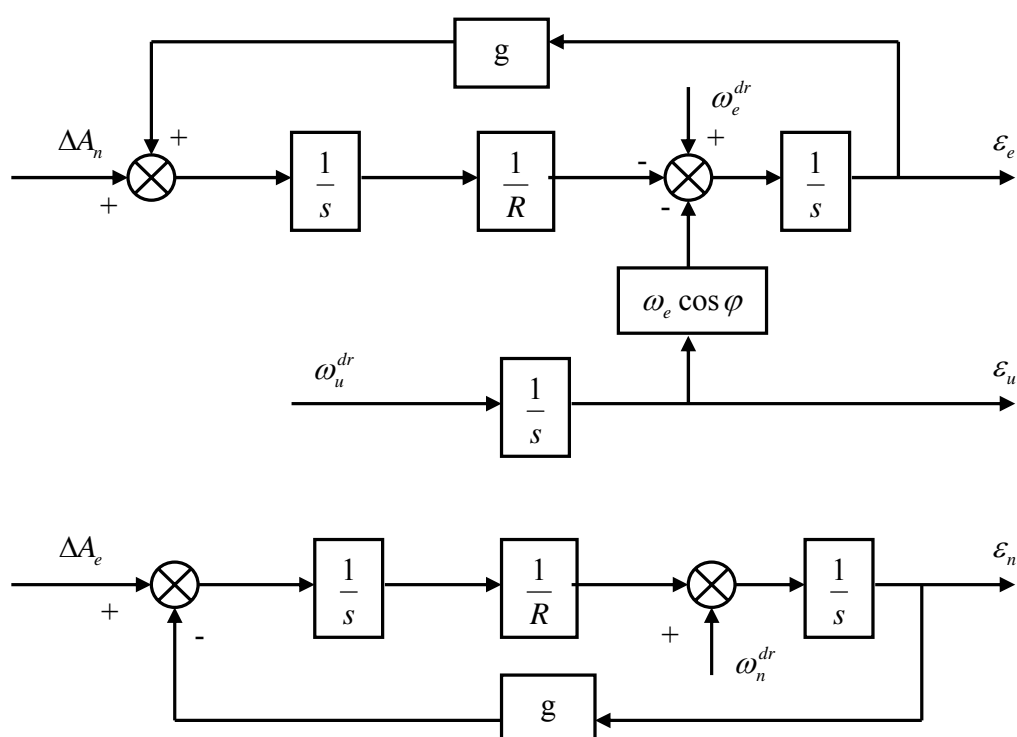 g
ω_e^{dr}
ΔA_n + + 1/s 1/R - + - 1/s ε_e
ω_e cos φ
ω_u^{dr} 1/s ε_u
ΔA_e + - 1/s 1/R + 1/s ε_n
ω_n^{dr}
g